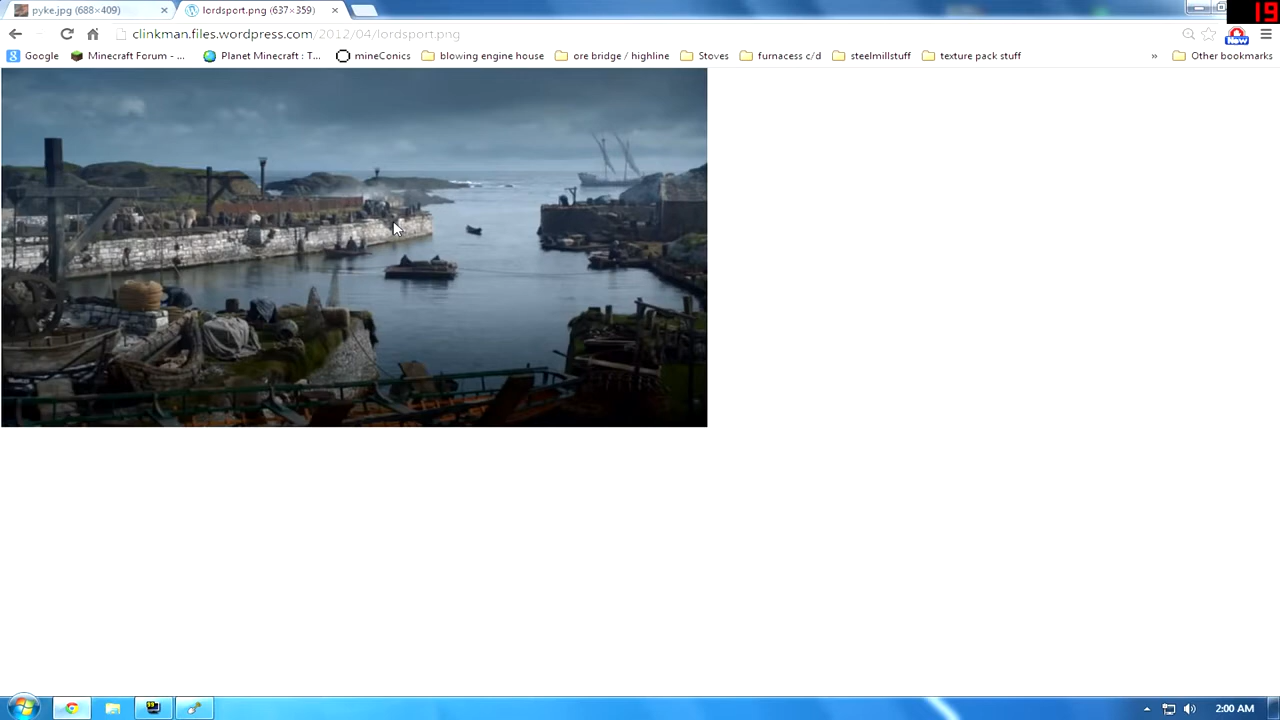 pyke.jpg (688×409)
lordsport.png (637×359)
19
clinkman.files.wordpress.com/2012/04/lordsport.png
New
Google
Minecraft Forum - ...
Planet Minecraft : T...
mineConics
blowing engine house
ore bridge / highline
Stoves
furnacess c/d
steelmillstuff
texture pack stuff
»
Other bookmarks
99
2:00 AM